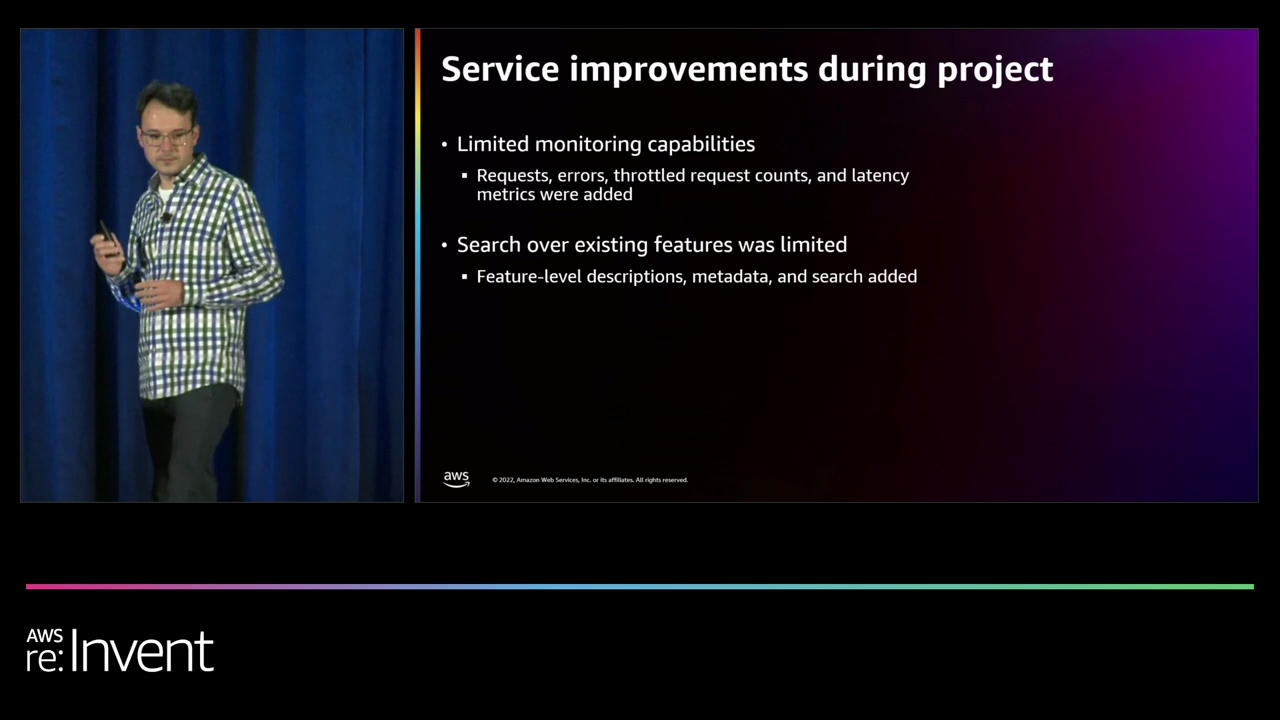 Service improvements during project
• Limited monitoring capabilities
▪ Requests, errors, throttled request counts, and latency
metrics were added
• Search over existing features was limited
▪ Feature-level descriptions, metadata, and search added
aws
© 2022, Amazon Web Services, Inc. or its affiliates. All rights reserved.
AWS
re:Invent